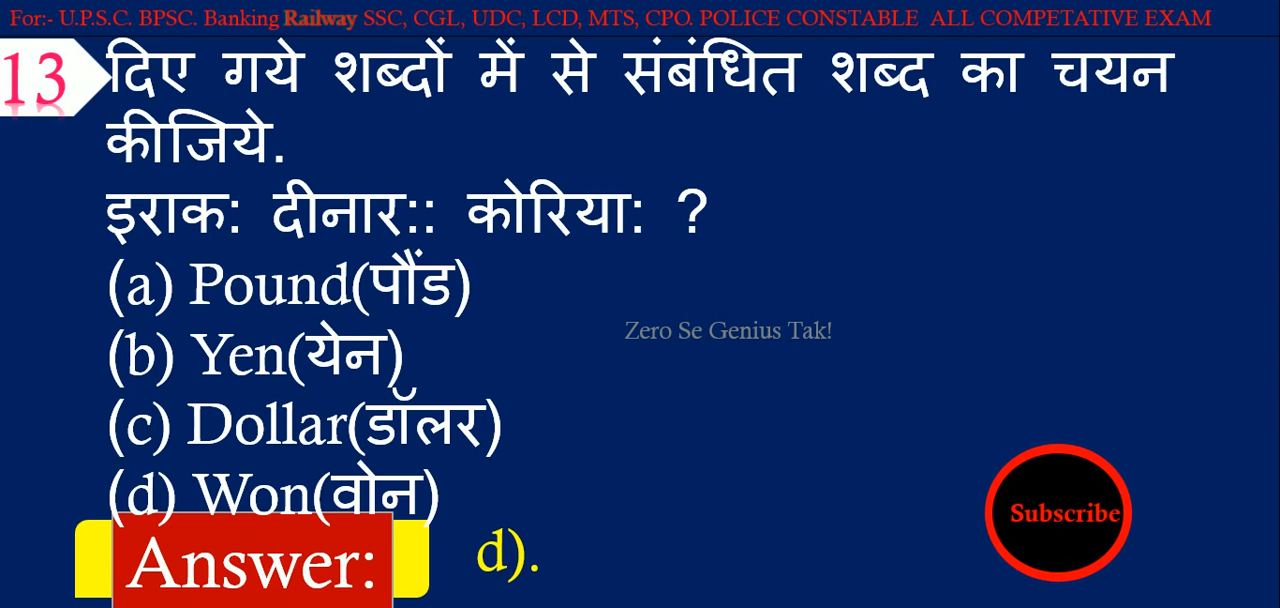 For:- U.P.S.C. BPSC. Banking Railway SSC, CGL, UDC, LCD, MTS, CPO. POLICE CONSTABLE ALL COMPETATIVE EXAM
13 दिए गये शब्दों में से संबंधित शब्द का चयन
कीजिये.
इराक: दीनार:: कोरिया: ?
(a) Pound(पौंड)
(b) Yen(येन)
Zero Se Genius Tak!
(c) Dollar(डॉलर)
(d) Won(वोन)
Subscribe
Answer: d).